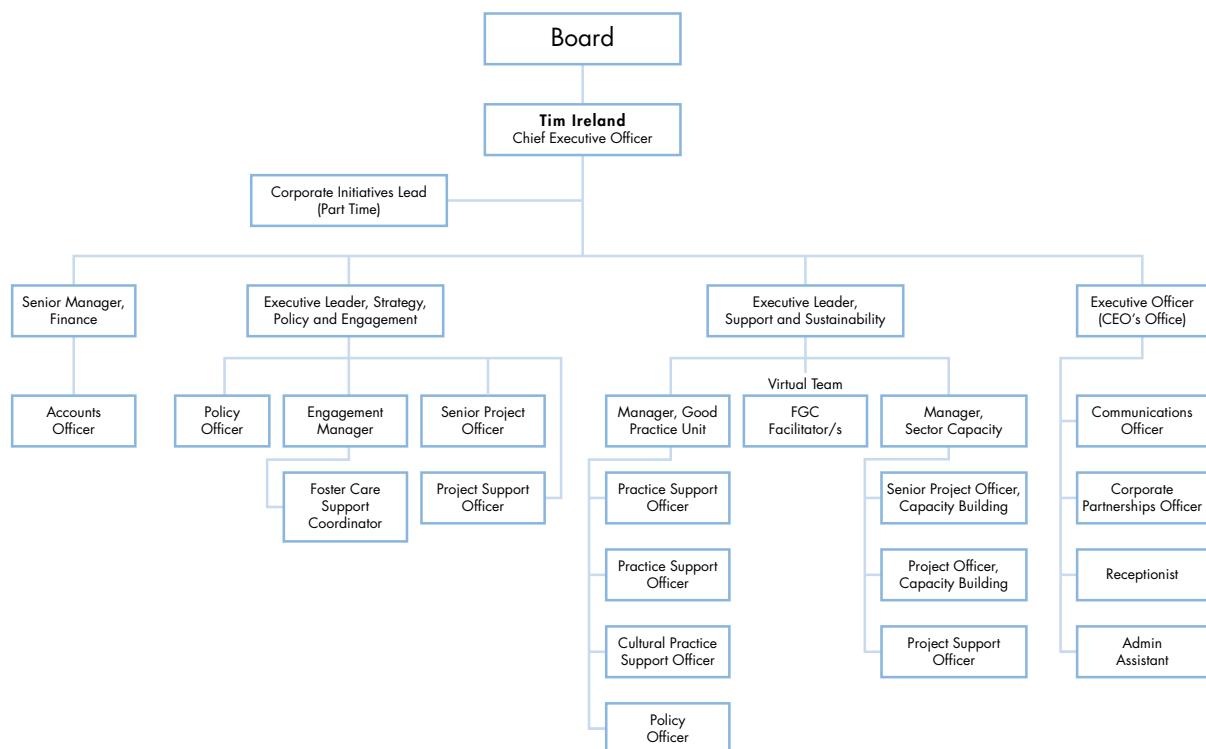 Board
Tim Ireland
Chief Executive Officer
Corporate Initiatives Lead
(Part Time)
Senior Manager,
Finance
Executive Leader, Strategy,
Policy and Engagement
Executive Leader,
Support and Sustainability
Executive Officer
(CEO's Office)
Accounts
Officer
Policy
Officer
Engagement
Manager
Senior Project
Officer
Foster Care
Support
Coordinator
Project Support
Officer
Manager, Good
Practice Unit
Virtual Team
FGC
Facilitator/s
Manager,
Sector Capacity
Practice Support
Officer
Practice Support
Officer
Cultural Practice
Support Officer
Policy
Officer
Senior Project Officer,
Capacity Building
Project Officer,
Capacity Building
Project Support
Officer
Communications
Officer
Corporate
Partnerships Officer
Receptionist
Admin
Assistant